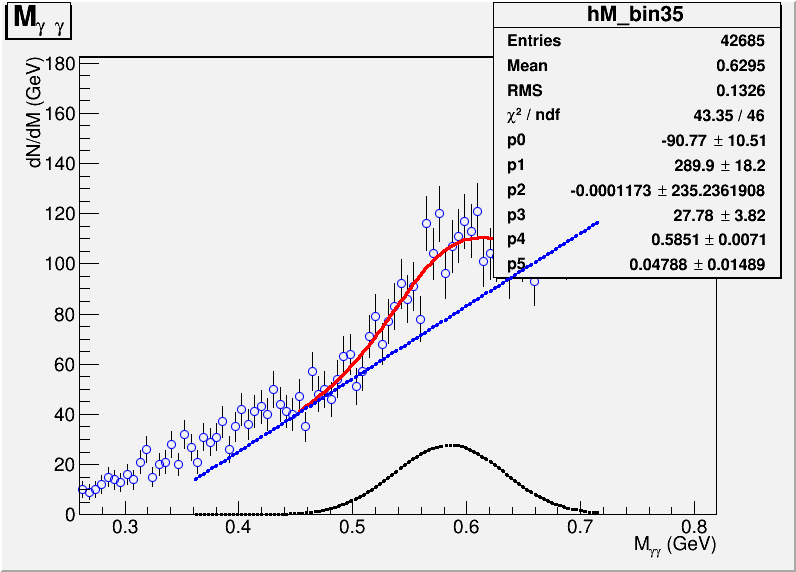 M γ γ
hM_bin35
Entries 42685
Mean 0.6295
RMS 0.1326
χ² / ndf 43.35 / 46
p0 -90.77 ± 10.51
p1 289.9 ± 18.2
p2 -0.0001173 ± 235.2361908
p3 27.78 ± 3.82
p4 0.5851 ± 0.0071
p5 0.04788 ± 0.01489
dN/dM (GeV)
180
160
140
120
100
80
60
40
20
0
0.3 0.4 0.5 0.6 0.7 0.8
Mγγ (GeV)